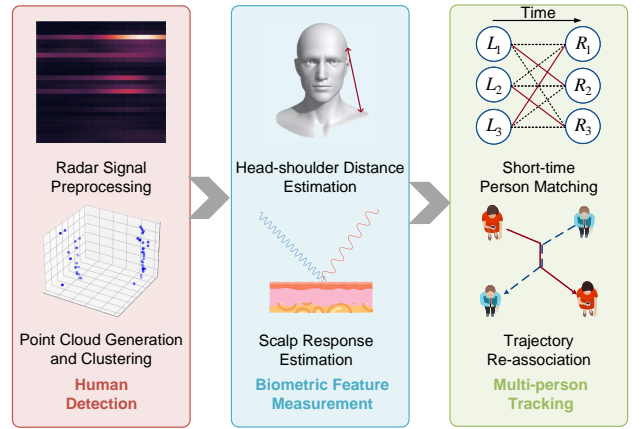 Radar Signal
Preprocessing
Point Cloud Generation
and Clustering
Human
Detection
Head-shoulder Distance
Estimation
Scalp Response
Estimation
Biometric Feature
Measurement
Time
L1 R1
L2 R2
L3 R3
Short-time
Person Matching
Trajectory
Re-association
Multi-person
Tracking